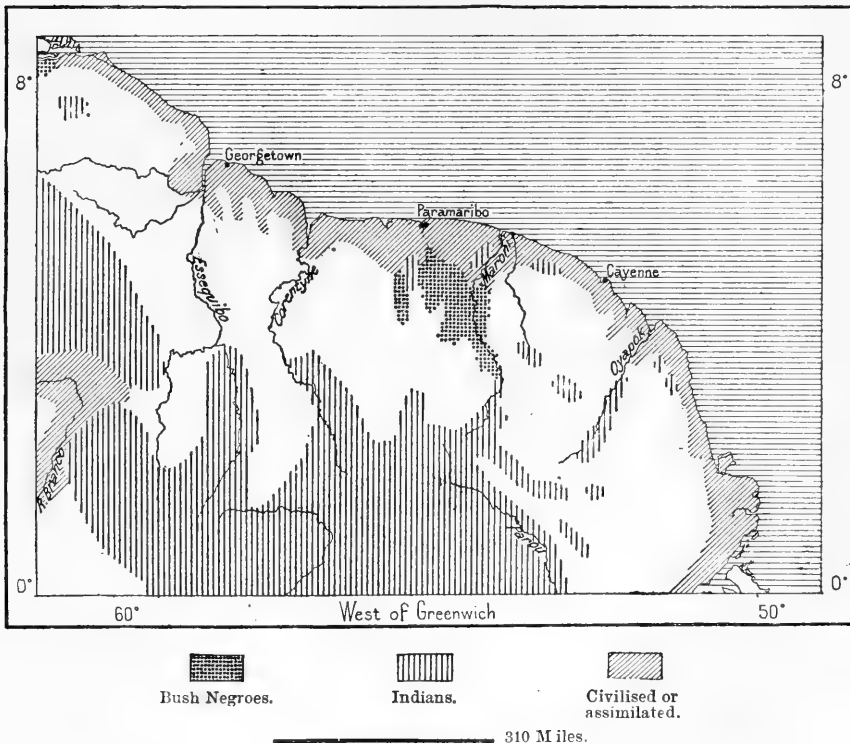 8°
8°
Georgetown
Paramaribo
Maroni
Cayenne
Essequibo
Corentyne
Oyapok
R. Branco
Parou
0°
0°
60°
West of Greenwich
50°
Bush Negroes.
Indians.
Civilised or
assimilated.
310 Miles.